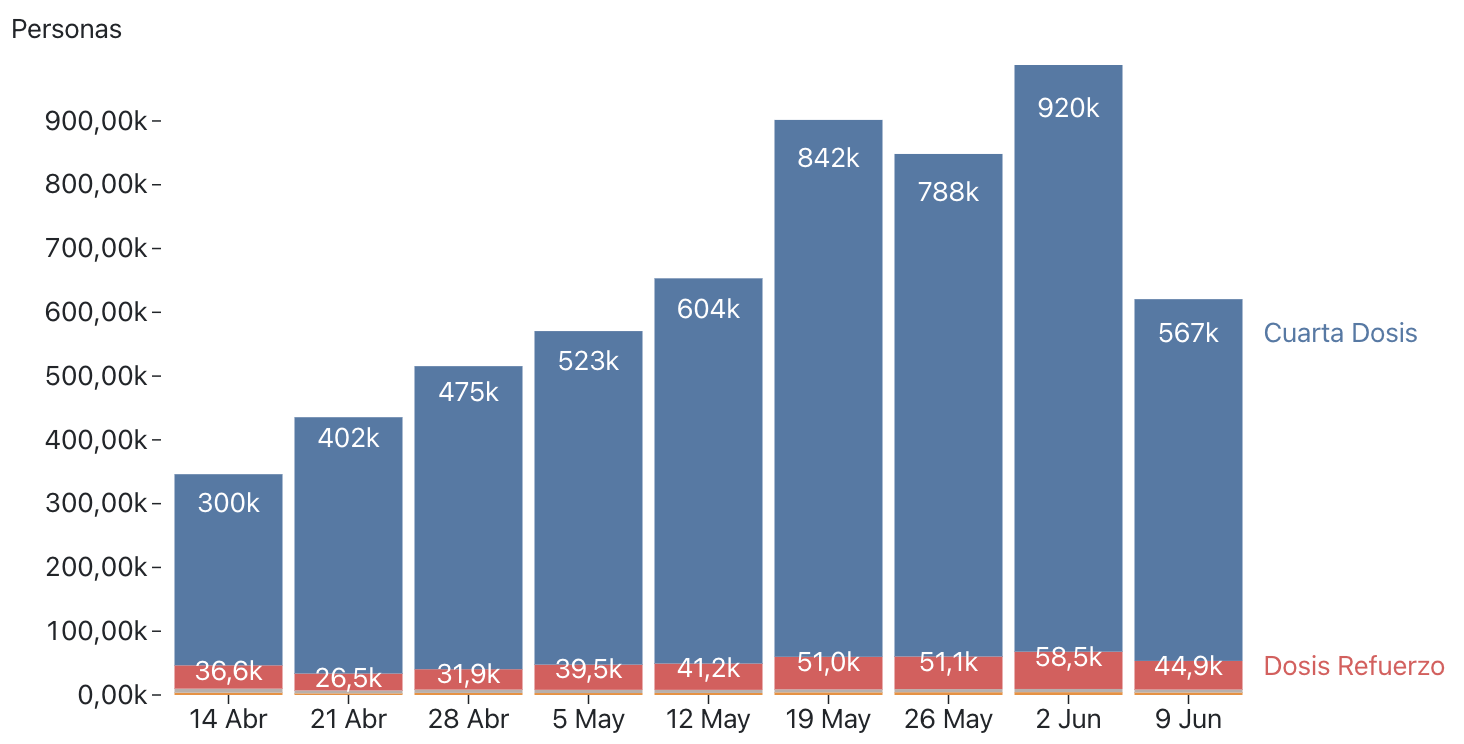 Personas
900,00k
800,00k
700,00k
600,00k
500,00k
400,00k
300,00k
200,00k
100,00k
0,00k
300k
402k
475k
523k
604k
842k
788k
920k
567k
Cuarta Dosis
36,6k
26,5k
31,9k
39,5k
41,2k
51,0k
51,1k
58,5k
44,9k
Dosis Refuerzo
14 Abr
21 Abr
28 Abr
5 May
12 May
19 May
26 May
2 Jun
9 Jun